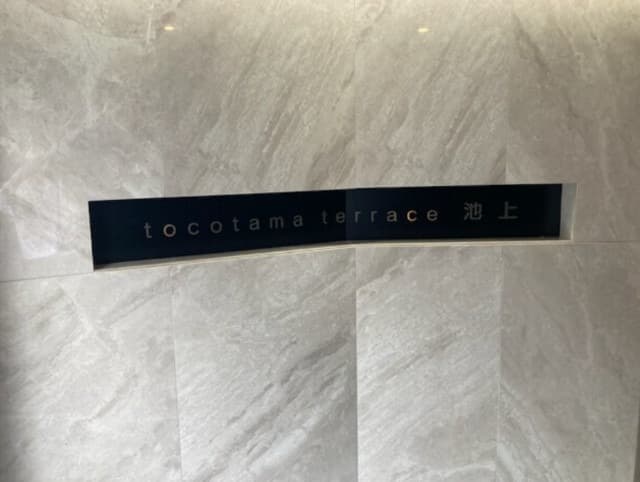 tocotama terrace 池上